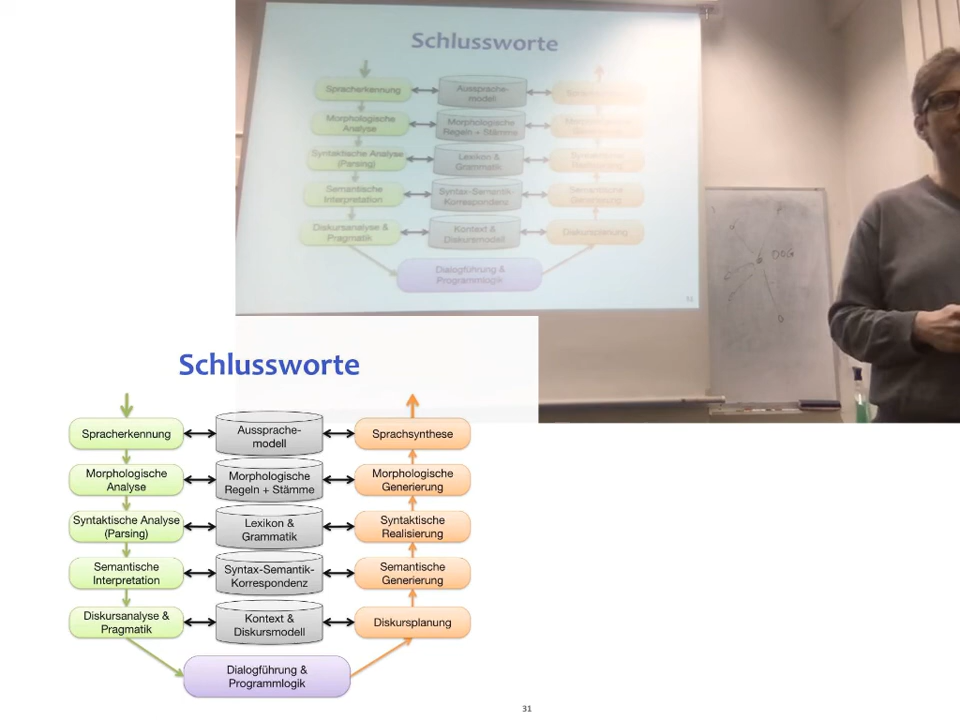 Schlussworte
Spracherkennung
Aussprache-
modell
Morphologische
Analyse
Morphologische
Regeln + Stämme
Syntaktische Analyse
(Parsing)
Lexikon &
Grammatik
Semantische
Interpretation
Syntax-Semantik-
Korrespondenz
Diskursanalyse &
Pragmatik
Kontext &
Diskursmodell
Diskursplanung
Dialogführung &
Programmlogik
31
DOG
Schlussworte
Spracherkennung
Aussprache-
modell
Sprachsynthese
Morphologische
Analyse
Morphologische
Regeln + Stämme
Morphologische
Generierung
Syntaktische Analyse
(Parsing)
Lexikon &
Grammatik
Syntaktische
Realisierung
Semantische
Interpretation
Syntax-Semantik-
Korrespondenz
Semantische
Generierung
Diskursanalyse &
Pragmatik
Kontext &
Diskursmodell
Diskursplanung
Dialogführung &
Programmlogik
31